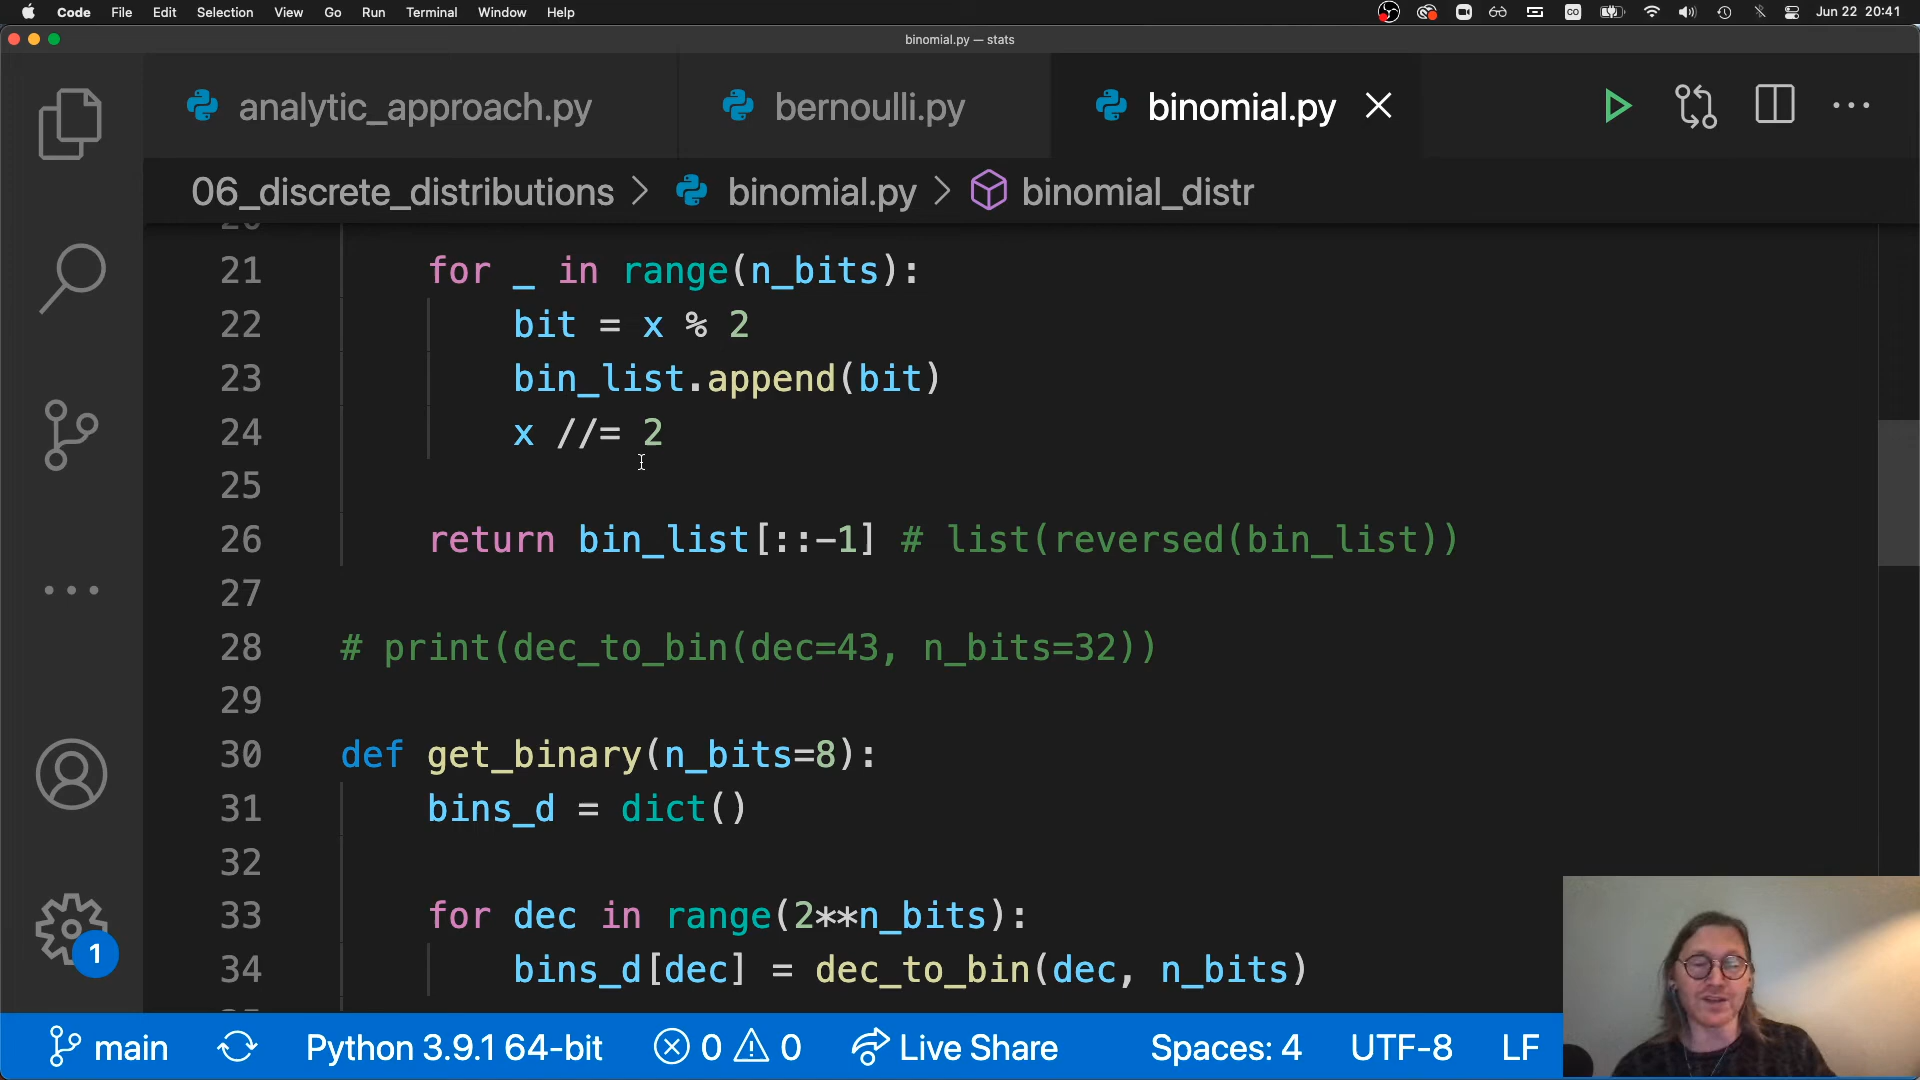 Code File Edit Selection View Go Run Terminal Window Help Jun 22 20:41
binomial.py — stats
analytic_approach.py bernoulli.py binomial.py
06_discrete_distributions > binomial.py > binomial_distr
21 for _ in range(n_bits):
22 bit = x % 2
23 bin_list.append(bit)
24 x //= 2
25
26 return bin_list[::-1] # list(reversed(bin_list))
27
28 # print(dec_to_bin(dec=43, n_bits=32))
29
30 def get_binary(n_bits=8):
31 bins_d = dict()
32
33 for dec in range(2**n_bits):
34 bins_d[dec] = dec_to_bin(dec, n_bits)
1
main Python 3.9.1 64-bit 0 0 Live Share Spaces: 4 UTF-8 LF